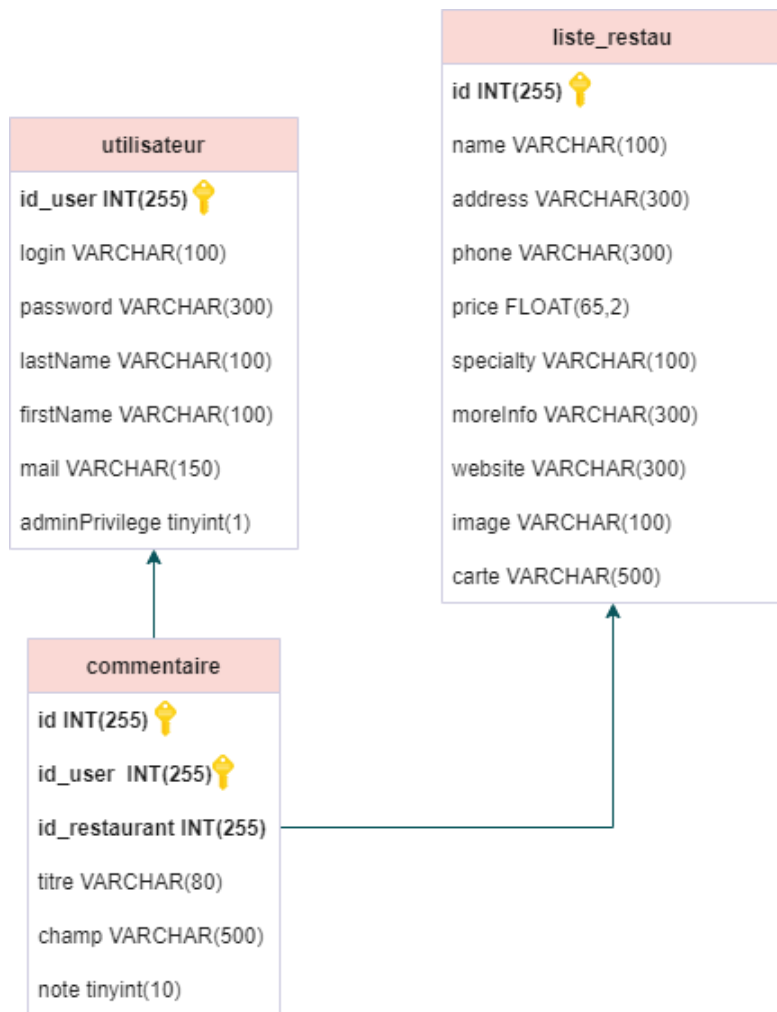 liste_restau
id INT(255)
name VARCHAR(100)
address VARCHAR(300)
phone VARCHAR(300)
price FLOAT(65,2)
specialty VARCHAR(100)
moreInfo VARCHAR(300)
website VARCHAR(300)
image VARCHAR(100)
carte VARCHAR(500)
utilisateur
id_user INT(255)
login VARCHAR(100)
password VARCHAR(300)
lastName VARCHAR(100)
firstName VARCHAR(100)
mail VARCHAR(150)
adminPrivilege tinyint(1)
commentaire
id INT(255)
id_user INT(255)
id_restaurant INT(255)
titre VARCHAR(80)
champ VARCHAR(500)
note tinyint(10)